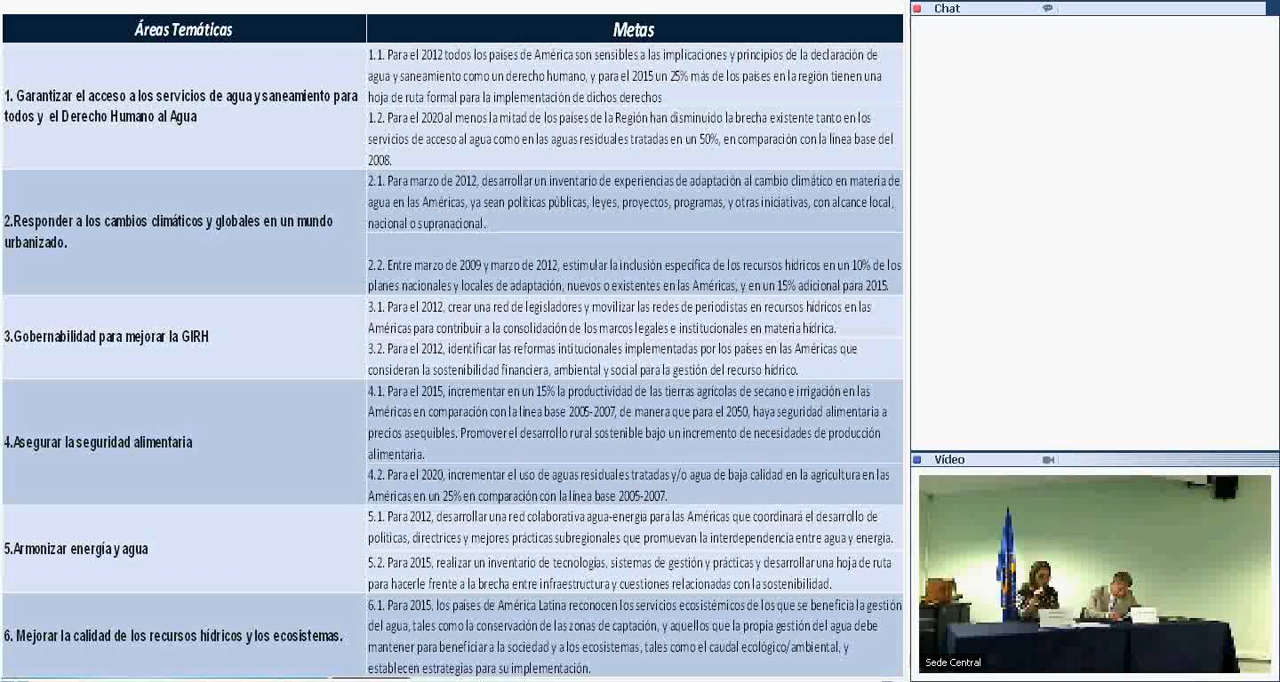 Áreas Temáticas
Metas
1. Garantizar el acceso a los servicios de agua y saneamiento para
todos y el Derecho Humano al Agua
1.1. Para el 2012 todos los países de América son sensibles a las implicaciones y principios de la declaración de
agua y saneamiento como un derecho humano, y para el 2015 un 25% más de los países en la región tienen una
hoja de ruta formal para la implementación de dichos derechos
1.2. Para el 2020 al menos la mitad de los países de la Región han disminuido la brecha existente tanto en los
servicios de acceso al agua como en las aguas residuales tratadas en un 50%, en comparación con la línea base del
2008.
2.Responder a los cambios climáticos y globales en un mundo
urbanizado.
2.1. Para marzo de 2012, desarrollar un inventario de experiencias de adaptación al cambio climático en materia de
agua en las Américas, ya sean políticas públicas, leyes, proyectos, programas, y otras iniciativas, con alcance local,
nacional o supranacional.
2.2. Entre marzo de 2009 y marzo de 2012, estimular la inclusión específica de los recursos hídricos en un 10% de los
planes nacionales y locales de adaptación, nuevos o existentes en las Américas, y en un 15% adicional para 2015.
3.Gobernabilidad para mejorar la GIRH
3.1. Para el 2012, crear una red de legisladores y movilizar las redes de periodistas en recursos hídricos en las
Américas para contribuir a la consolidación de los marcos legales e institucionales en materia hídrica.
3.2. Para el 2012, identificar las reformas intitucionales implementadas por los países en las Américas que
consideran la sostenibilidad financiera, ambiental y social para la gestión del recurso hídrico.
4.Asegurar la seguridad alimentaria
4.1. Para el 2015, incrementar en un 15% la productividad de las tierras agrícolas de secano e irrigación en las
Américas en comparación con la línea base 2005-2007, de manera que para el 2050, haya seguridad alimentaria a
precios asequibles. Promover el desarrollo rural sostenible bajo un incremento de necesidades de producción
alimentaria.
4.2. Para el 2020, incrementar el uso de aguas residuales tratadas y/o agua de baja calidad en la agricultura en las
Américas en un 25% en comparación con la línea base 2005-2007.
5.Armonizar energía y agua
5.1. Para 2012, desarrollar una red colaborativa agua-energía para las Américas que coordinará el desarrollo de
políticas, directrices y mejores prácticas subregionales que promuevan la interdependencia entre agua y energía.
5.2. Para 2015, realizar un inventario de tecnologías, sistemas de gestión y prácticas y desarrollar una hoja de ruta
para hacerle frente a la brecha entre infraestructura y cuestiones relacionadas con la sostenibilidad.
6. Mejorar la calidad de los recursos hídricos y los ecosistemas.
6.1. Para 2015, los países de América Latina reconocen los servicios ecosistémicos de los que se beneficia la gestión
del agua, tales como la conservación de las zonas de captación, y aquellos que la propia gestión del agua debe
mantener para beneficiar a la sociedad y a los ecosistemas, tales como el caudal ecológico/ambiental, y
establecen estrategias para su implementación.
Chat
Vídeo
Sede Central